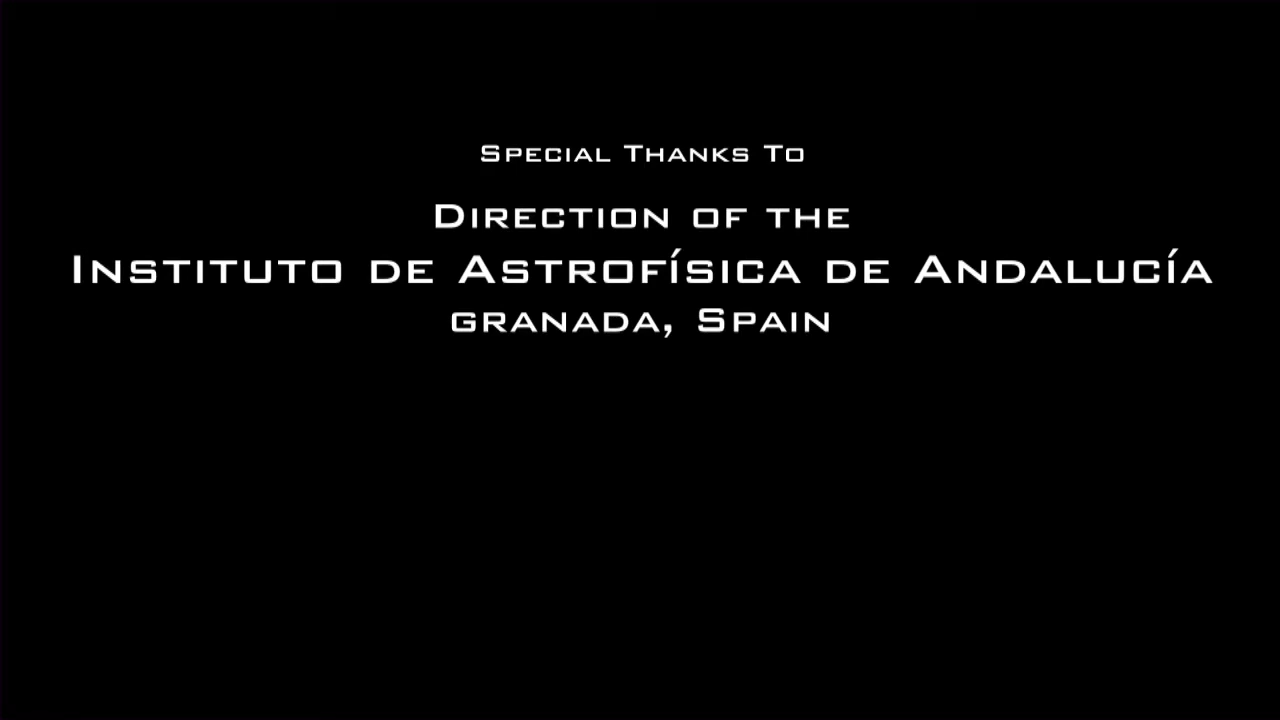 Special Thanks To
Direction of the
Instituto de Astrofísica de Andalucía
granada, Spain